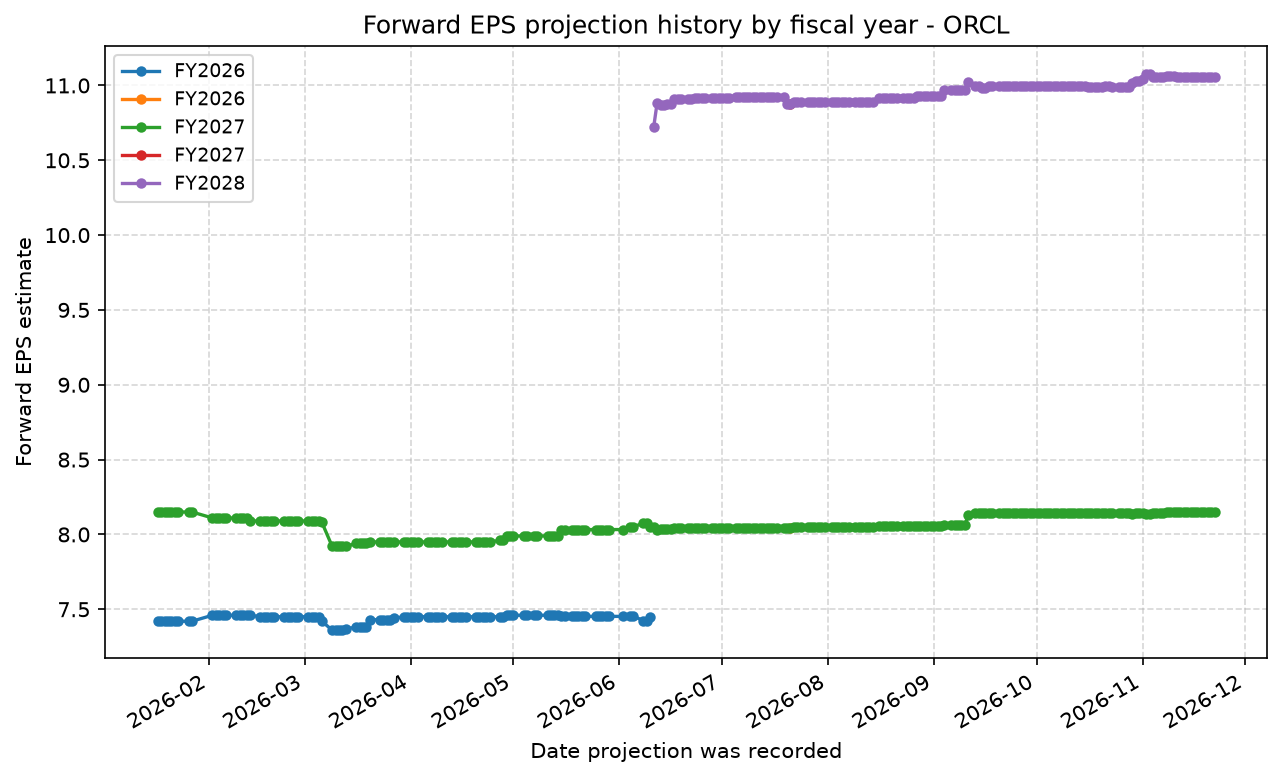 Forward EPS projection history by fiscal year - ORCL
FY2026
FY2026
FY2027
FY2027
FY2028
Forward EPS estimate
11.0
10.5
10.0
9.5
9.0
8.5
8.0
7.5
2026-02
2026-03
2026-04
2026-05
2026-06
2026-07
2026-08
2026-09
2026-10
2026-11
2026-12
Date projection was recorded